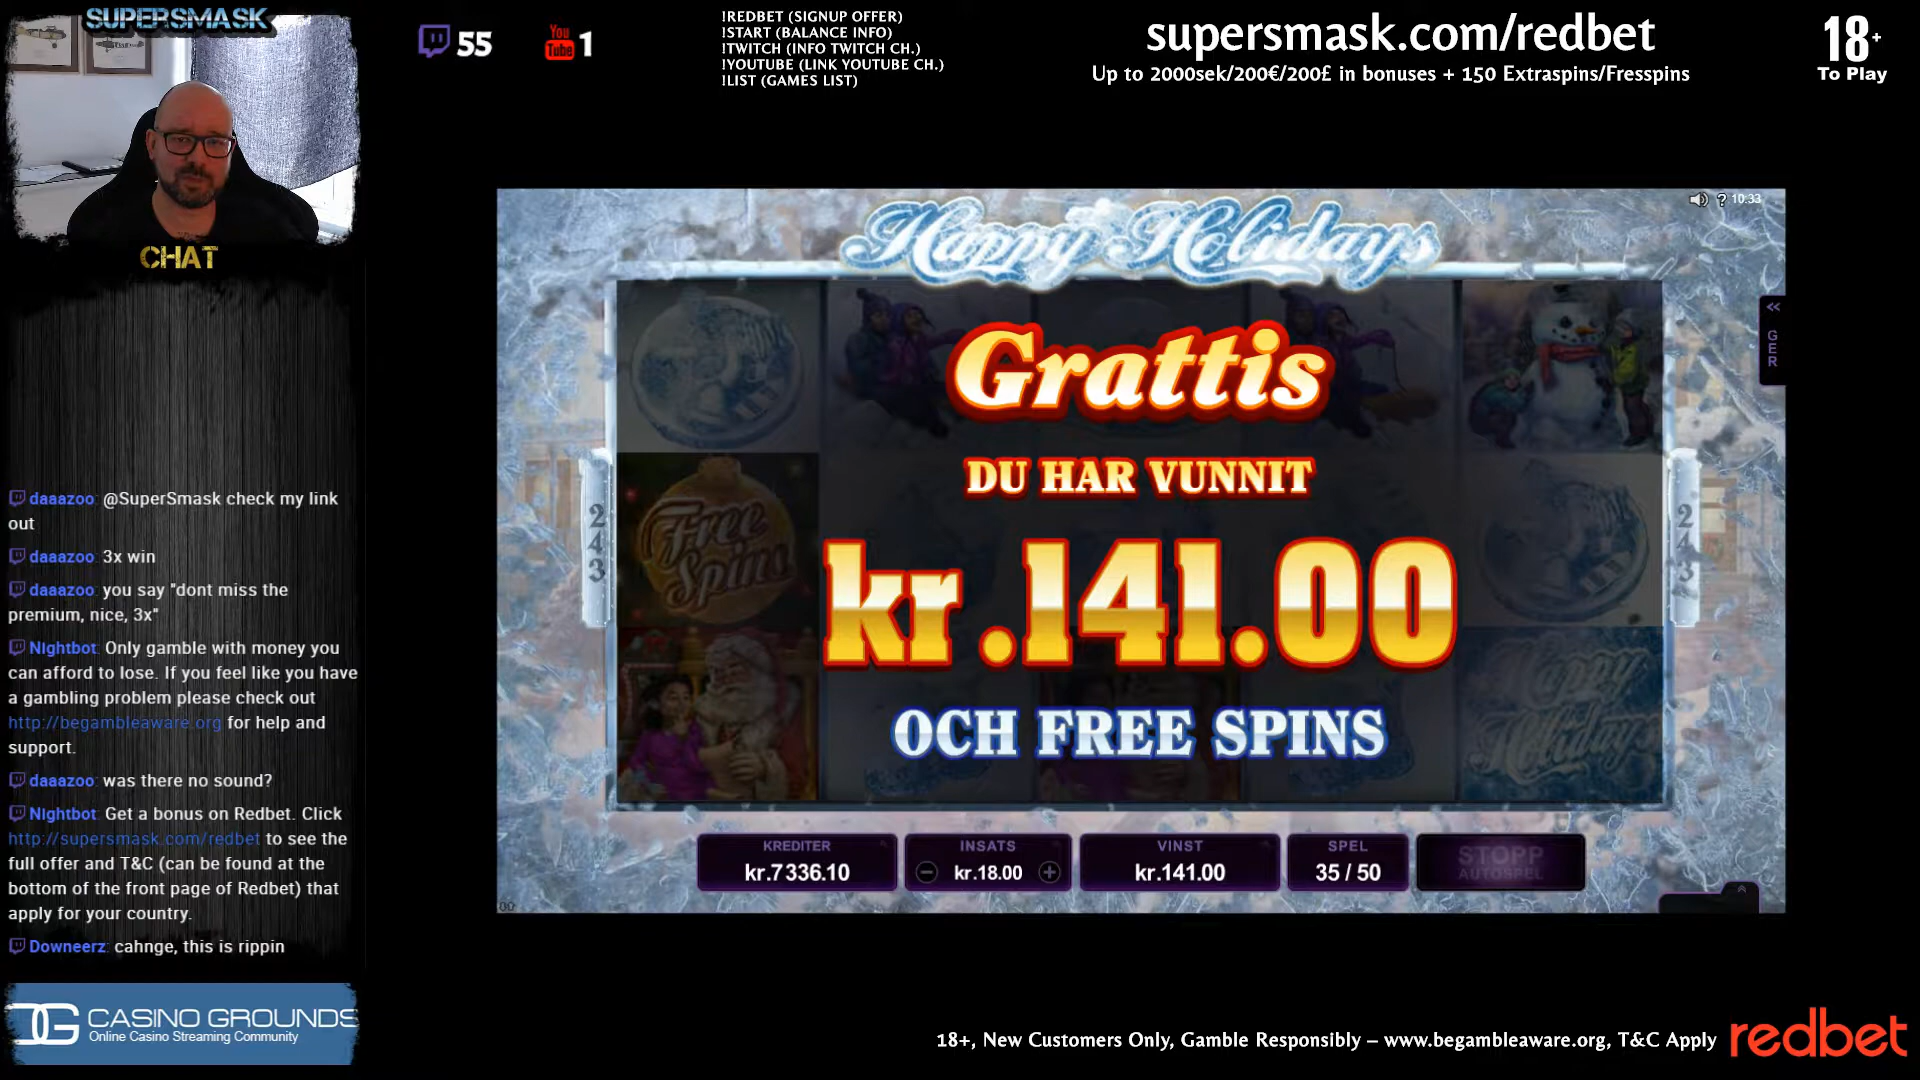 SUPERSMASK
55
You
Tube
1
!REDBET (SIGNUP OFFER)
!START (BALANCE INFO)
!TWITCH (INFO TWITCH CH.)
!YOUTUBE (LINK YOUTUBE CH.)
!LIST (GAMES LIST)
supersmask.com/redbet
Up to 2000sek/200€/200£ in bonuses + 150 Extraspins/Fresspins
18+
To Play
CHAT
daaazoo: @SuperSmask check my link
out
daaazoo: 3x win
daaazoo: you say "dont miss the
premium, nice, 3x"
Nightbot: Only gamble with money you
can afford to lose. If you feel like you have
a gambling problem please check out
http://begambleaware.org for help and
support.
daaazoo: was there no sound?
Nightbot: Get a bonus on Redbet. Click
http://supersmask.com/redbet to see the
full offer and T&C (can be found at the
bottom of the front page of Redbet) that
apply for your country.
Downeerz: cahnge, this is rippin
CG CASINO GROUNDS
Online Casino Streaming Community
? 10:33
Happy Holidays
<< GER
Grattis
DU HAR VUNNIT
kr.141.00
OCH FREE SPINS
Free
Spins
243
243
Happy
Holidays
KREDITER
kr.7336.10
INSATS
kr.18.00
VINST
kr.141.00
SPEL
35 / 50
STOPP
AUTOSPEL
18+, New Customers Only, Gamble Responsibly – www.begambleaware.org, T&C Apply
redbet